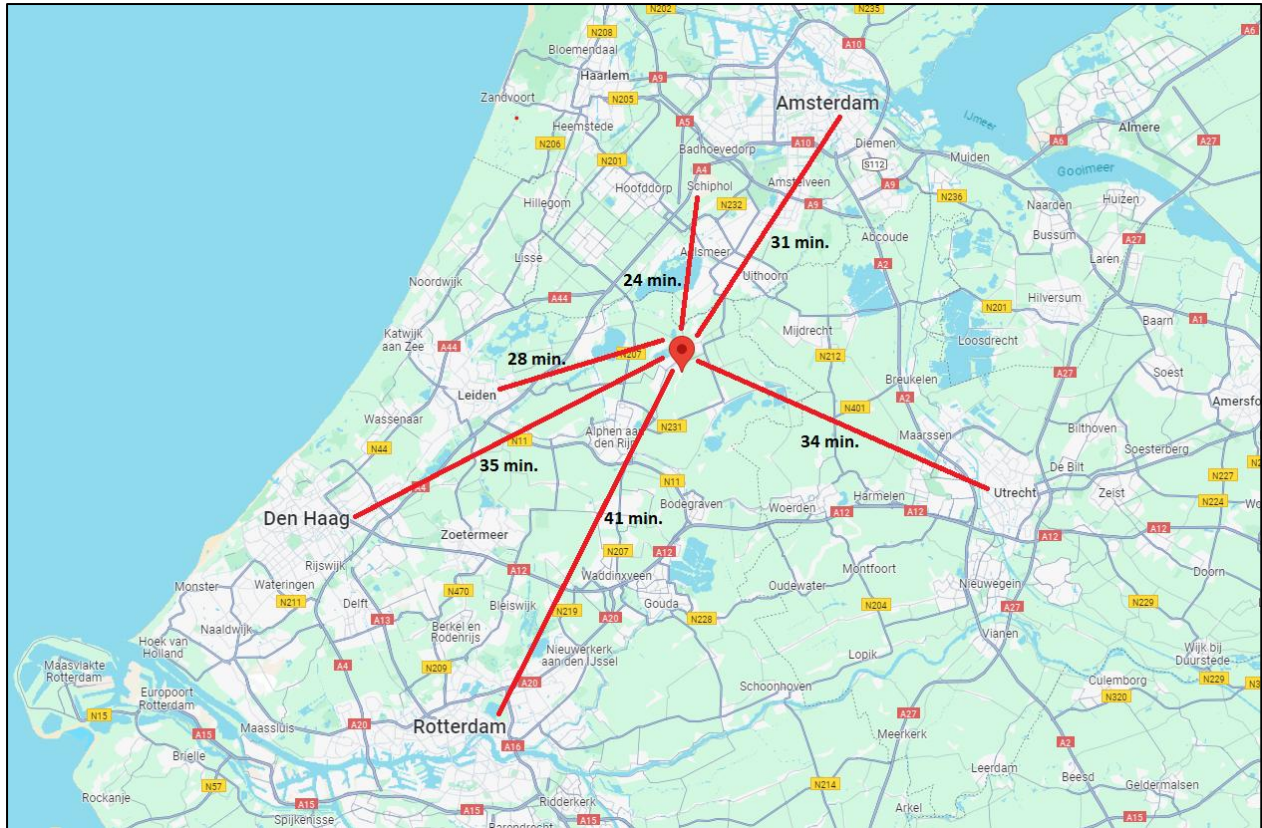 N202
N235
A6
N208
A10
Bloemendaal
Haarlem
A9
A6
Zandvoort
N205
Amsterdam
A5
IJmeer
Almere
Heemstede
Badhoevedorp
A10
Diemen
A6
A27
N206
N201
A4
S112
Muiden
Gooimeer
Hoofddorp
Schiphol
Amstelveen
A9
N236
Hillegom
N232
A9
Naarden
Huizen
Abcoude
Bussum
A27
31 min.
Aalsmeer
Lisse
A2
Laren
Noordwijk
24 min.
Uithoorn
A44
Hilversum
N201
Baarn
A1
Katwijk
aan Zee
Mijdrecht
A44
N207
N212
Loosdrecht
28 min.
Soest
Leiden
Breukelen
A27
A2
Amersfo
Wassenaar
N401
Alphen aan
den Rijn
N231
N11
Bilthoven
N44
Maarssen
34 min.
Soesterberg
35 min.
De Bilt
N227
A4
N11
Utrecht
Zeist
Harmelen
N224
Bodegraven
Woerden
A12
A12
Den Haag
41 min.
A12
A12
Zoetermeer
N207
A12
Rijswijk
A12
Waddinxveen
Montfoort
Doorn
Monster
Wateringen
Oudewater
Nieuwegein
N470
N211
Delft
Bleiswijk
Gouda
N219
N204
A27
N229
A20
N228
A13
Berkel en
Rodenrijs
Naaldwijk
Vianen
Hoek van
Holland
Nieuwerkerk
aan den IJssel
Wijk bij
Duurstede
Lopik
Maasvlakte
Rotterdam
A4
N209
N229
Culemborg
A20
Schoonhoven
Europoort
Rotterdam
N320
A27
N15
A20
Rotterdam
Maassluis
A15
Meerkerk
A16
A2
Brielle
A15
Leerdam
Beesd
N57
N214
Geldermalsen
Rockanje
Ridderkerk
A15
A15
Arkel
A15
Spijkenisse
A15
Barendrecht